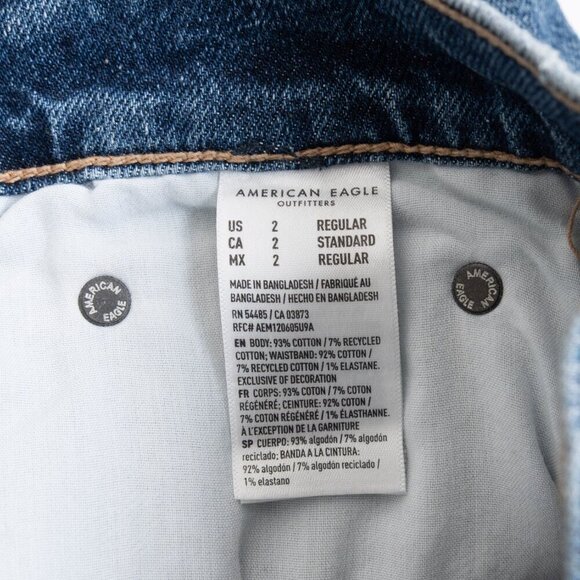 AMERICAN EAGLE
OUTFITTERS
US 2 REGULAR
CA 2 STANDARD
MX 2 REGULAR
MADE IN BANGLADESH / FABRIQUÉ AU
BANGLADESH / HECHO EN BANGLADESH
RN 54485 / CA 03873
RFC# AEM120605U9A
EN BODY: 93% COTTON / 7% RECYCLED
COTTON; WAISTBAND: 92% COTTON /
7% RECYCLED COTTON / 1% ELASTANE.
EXCLUSIVE OF DECORATION
FR CORPS: 93% COTON / 7% COTON
RÉGÉNÉRÉ; CEINTURE: 92% COTON /
7% COTON RÉGÉNÉRÉ / 1% ÉLASTHANNE.
À L'EXCEPTION DE LA GARNITURE
SP CUERPO: 93% algodón / 7% algodón
reciclado; BANDA A LA CINTURA:
92% algodón / 7% algodón reciclado /
1% elastano
AMERICAN
EAGLE
AMERICAN
EAGLE